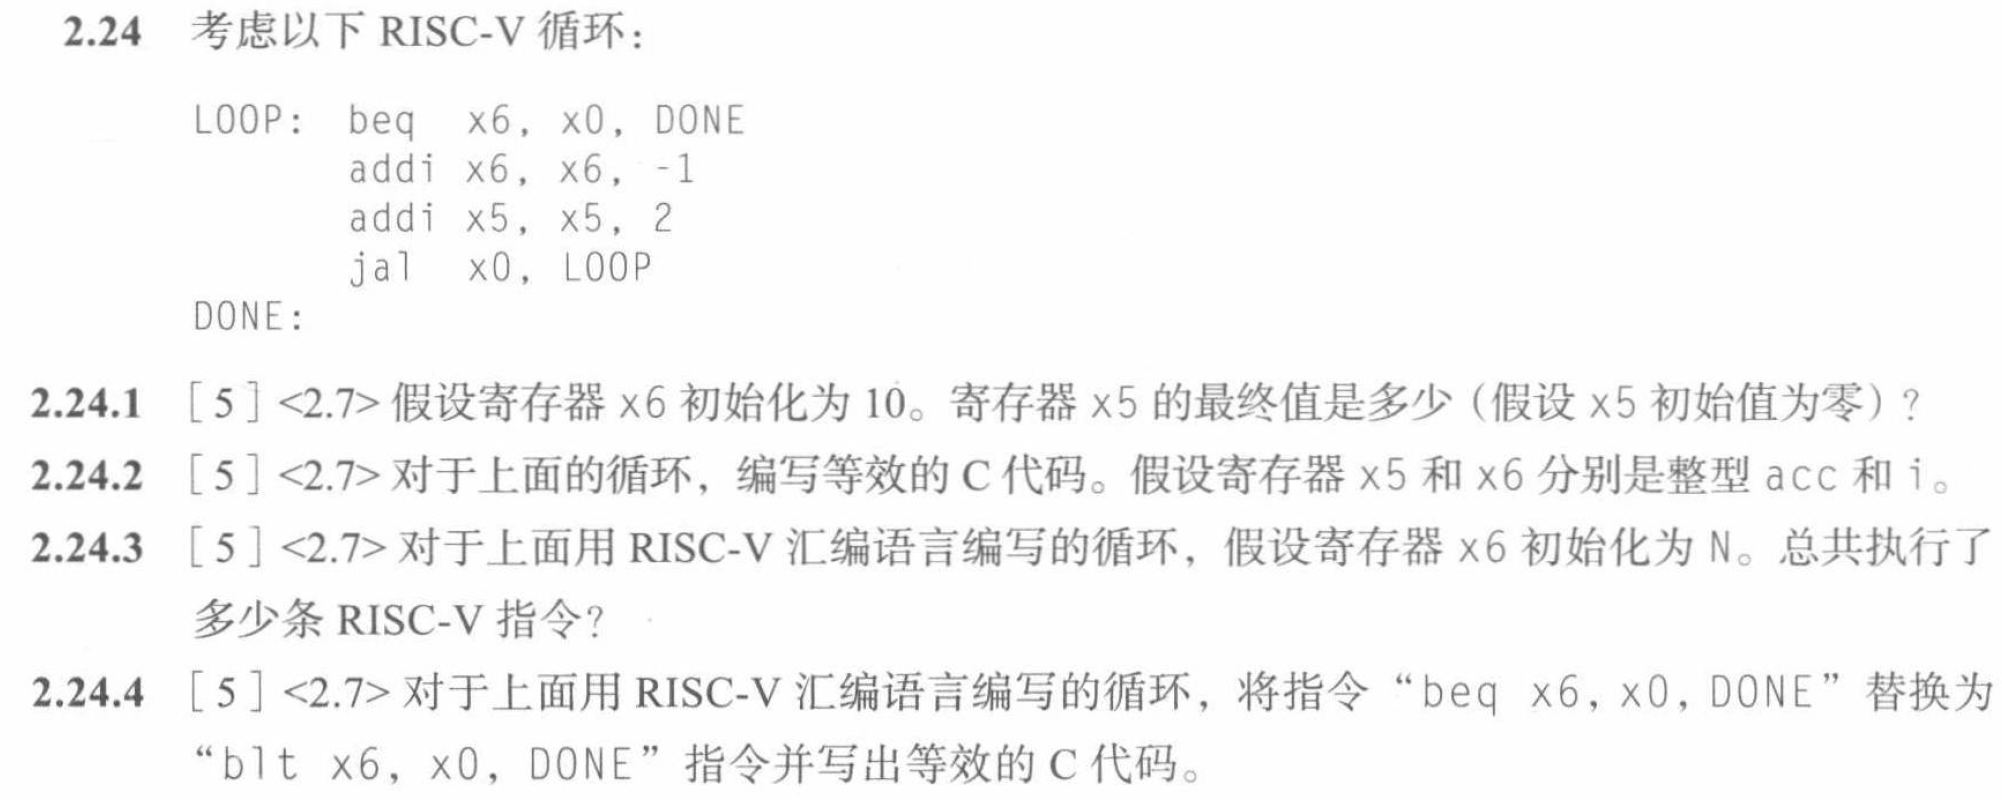 2.24 考虑以下 RISC-V 循环：
LOOP: beq x6, x0, DONE
addi x6, x6, -1
addi x5, x5, 2
jal x0, LOOP
DONE:
2.24.1 ［5］<2.7> 假设寄存器 x6 初始化为 10。寄存器 x5 的最终值是多少（假设 x5 初始值为零）？
2.24.2 ［5］<2.7> 对于上面的循环，编写等效的 C 代码。假设寄存器 x5 和 x6 分别是整型 acc 和 i。
2.24.3 ［5］<2.7> 对于上面用 RISC-V 汇编语言编写的循环，假设寄存器 x6 初始化为 N。总共执行了
多少条 RISC-V 指令？
2.24.4 ［5］<2.7> 对于上面用 RISC-V 汇编语言编写的循环，将指令“beq x6, x0, DONE”替换为
“blt x6, x0, DONE”指令并写出等效的 C 代码。